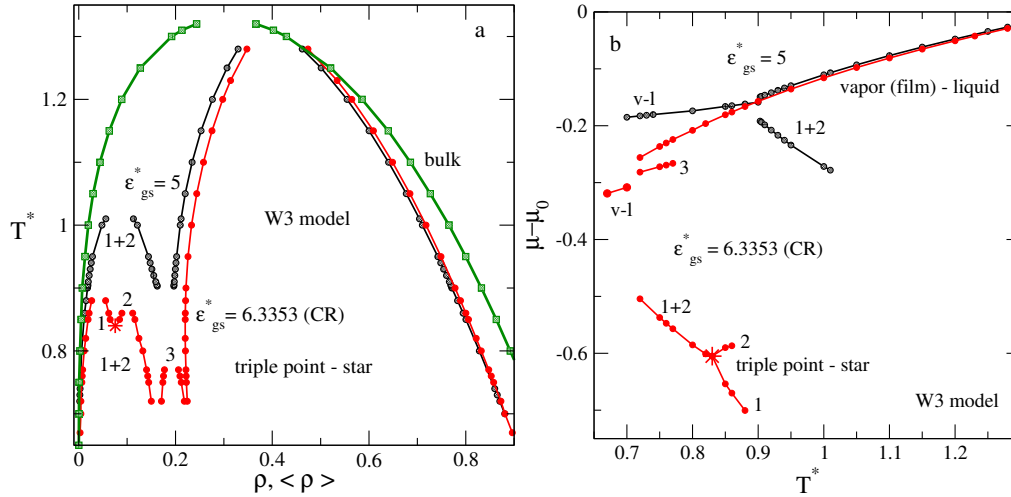 a
1.2
1
0.8
T*
bulk
ε*gs = 5
1+2
W3 model
2
1
1+2
3
ε*gs = 6.3353 (CR)
triple point - star
0 0.2 0.4 0.6 0.8
ρ, < ρ >
b
-0
-0.2
-0.4
-0.6
μ−μ0
ε*gs = 5
vapor (film) - liquid
v-l
1+2
3
v-l
ε*gs = 6.3353 (CR)
1+2
2
triple point - star
1
W3 model
0.7 0.8 0.9 1 1.1 1.2
T*